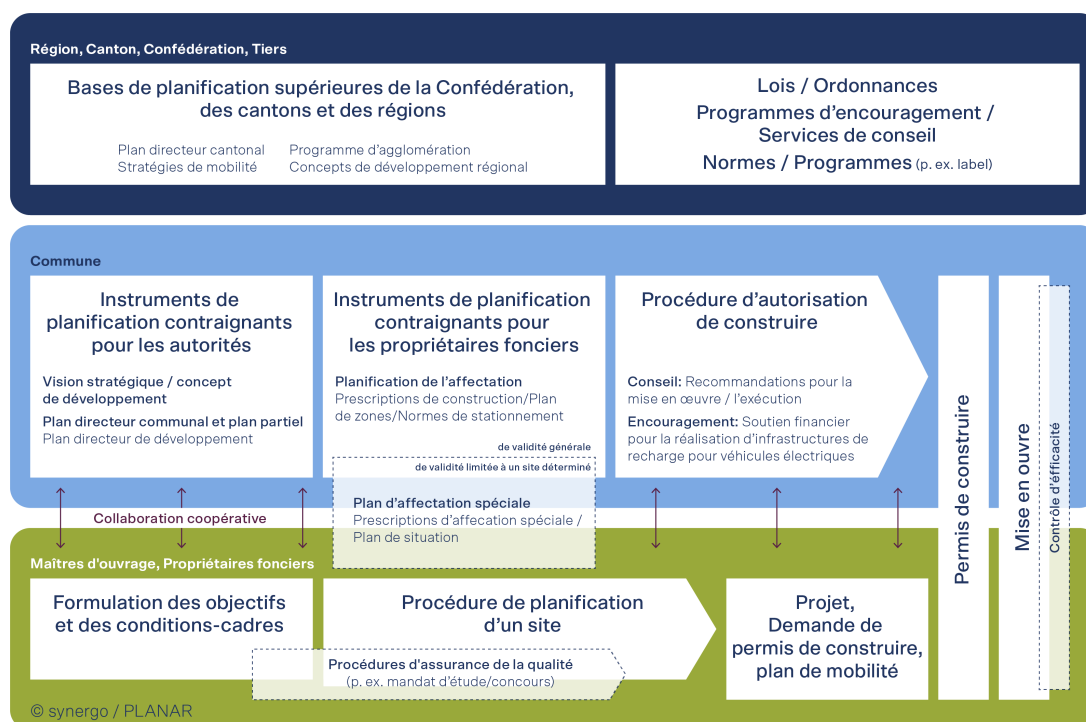 Région, Canton, Confédération, Tiers
Bases de planification supérieures de la Confédération,
des cantons et des régions
Plan directeur cantonal
Stratégies de mobilité
Programme d'agglomération
Concepts de développement régional
Lois / Ordonnances
Programmes d'encouragement /
Services de conseil
Normes / Programmes (p. ex. label)
Commune
Instruments de
planification contraignants
pour les autorités
Vision stratégique / concept
de développement
Plan directeur communal et plan partiel
Plan directeur de développement
Instruments de planification
contraignants pour
les propriétaires fonciers
Planification de l'affectation
Prescriptions de construction/Plan
de zones/Normes de stationnement
de validité générale
de validité limitée à un site déterminé
Plan d'affectation spéciale
Prescriptions d'affecation spéciale /
Plan de situation
Procédure d'autorisation
de construire
Conseil: Recommandations pour la
mise en œuvre / l'exécution
Encouragement: Soutien financier
pour la réalisation d'infrastructures de
recharge pour véhicules électriques
Permis de construire
Mise en ouvre
Contrôle d'éfficacité
Collaboration coopérative
Maîtres d'ouvrage, Propriétaires fonciers
Formulation des objectifs
et des conditions-cadres
Procédure de planification
d'un site
Procédures d'assurance de la qualité
(p. ex. mandat d'étude/concours)
Projet,
Demande de
permis de construire,
plan de mobilité
© synergo / PLANAR